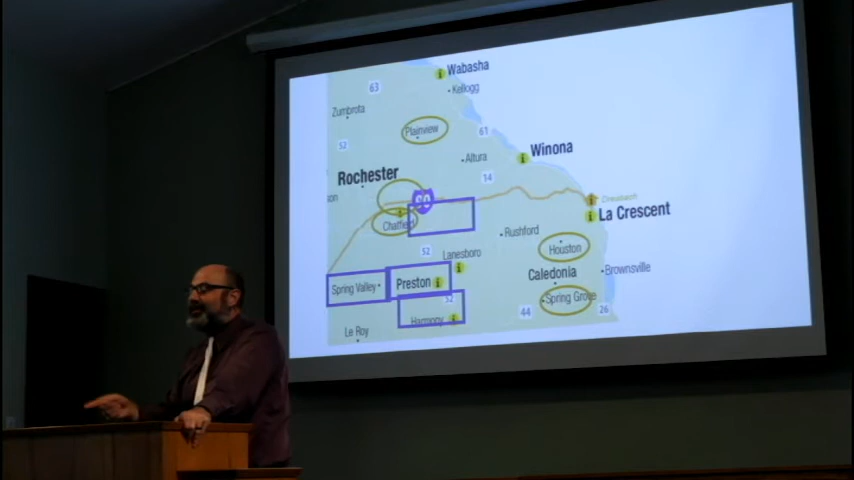 Wabasha
63
Kellogg
Zumbrota
Plainview
61
52
Altura
Winona
Rochester
14
90
La Crescent
Chatfield
Rushford
52
Lanesboro
Houston
Spring Valley
Preston
Caledonia
Brownsville
52
Spring Grove
Harmony
44
26
Le Roy